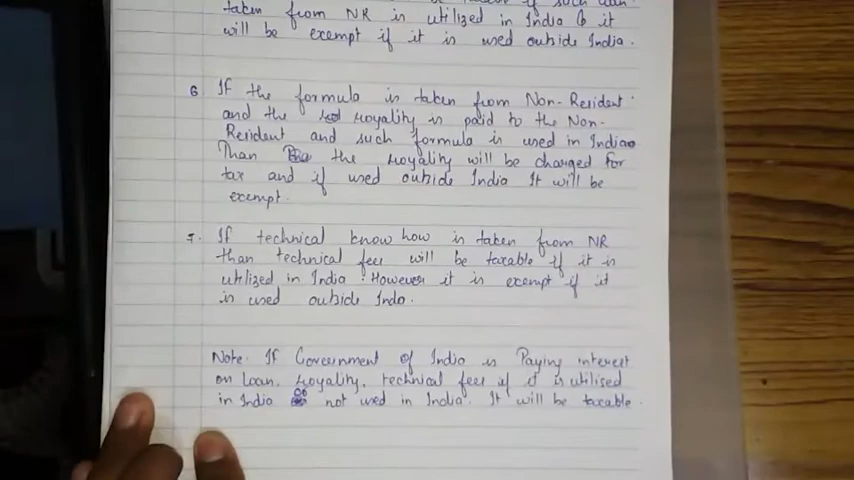 taken from NR is utilized in India & it
will be exempt if it is used outside India.
6 If the formula is taken from Non-Resident
and the royality is paid to the Non-
Resident and such formula is used in India
Than the royality will be charged for
tax and if used outside India It will be
exempt.
7. If technical know how is taken from NR
than technical fees will be taxable if it is
utilized in India. However it is exempt if it
is used outside Indo.
Note: If Government of India is Paying interest
on Loan, royality, technical fees if it is utilised
in India or not used in India. It will be taxable.